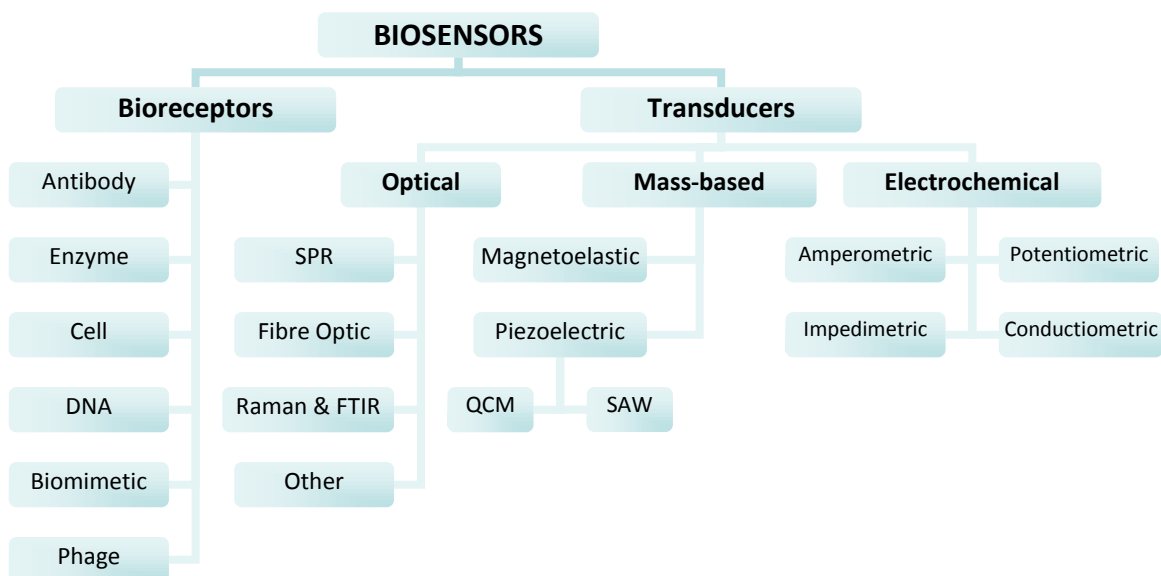 BIOSENSORS
Bioreceptors
Transducers
Antibody
Optical
Mass-based
Electrochemical
Enzyme
SPR
Magnetoelastic
Amperometric
Potentiometric
Cell
Fibre Optic
Piezoelectric
Impedimetric
Conductiometric
DNA
Raman & FTIR
QCM
SAW
Biomimetic
Other
Phage